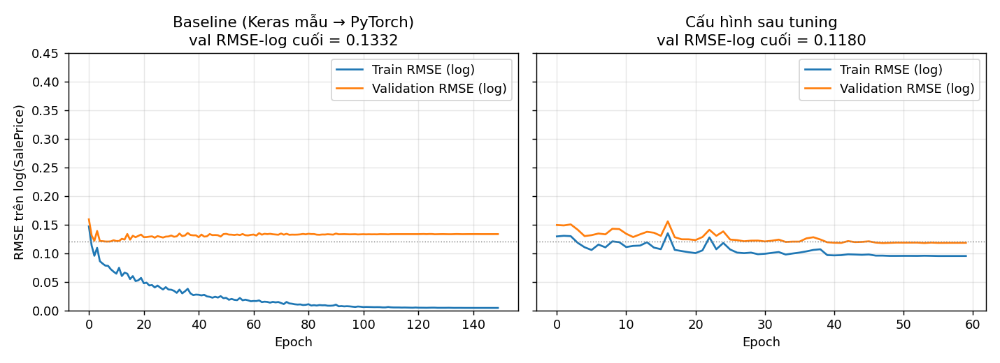 Baseline (Keras mẫu → PyTorch)
val RMSE-log cuối = 0.1332
RMSE trên log(SalePrice)
0.45
0.40
0.35
0.30
0.25
0.20
0.15
0.10
0.05
0.00
Train RMSE (log)
Validation RMSE (log)
0 20 40 60 80 100 120 140
Epoch
Cấu hình sau tuning
val RMSE-log cuối = 0.1180
Train RMSE (log)
Validation RMSE (log)
0 10 20 30 40 50 60
Epoch